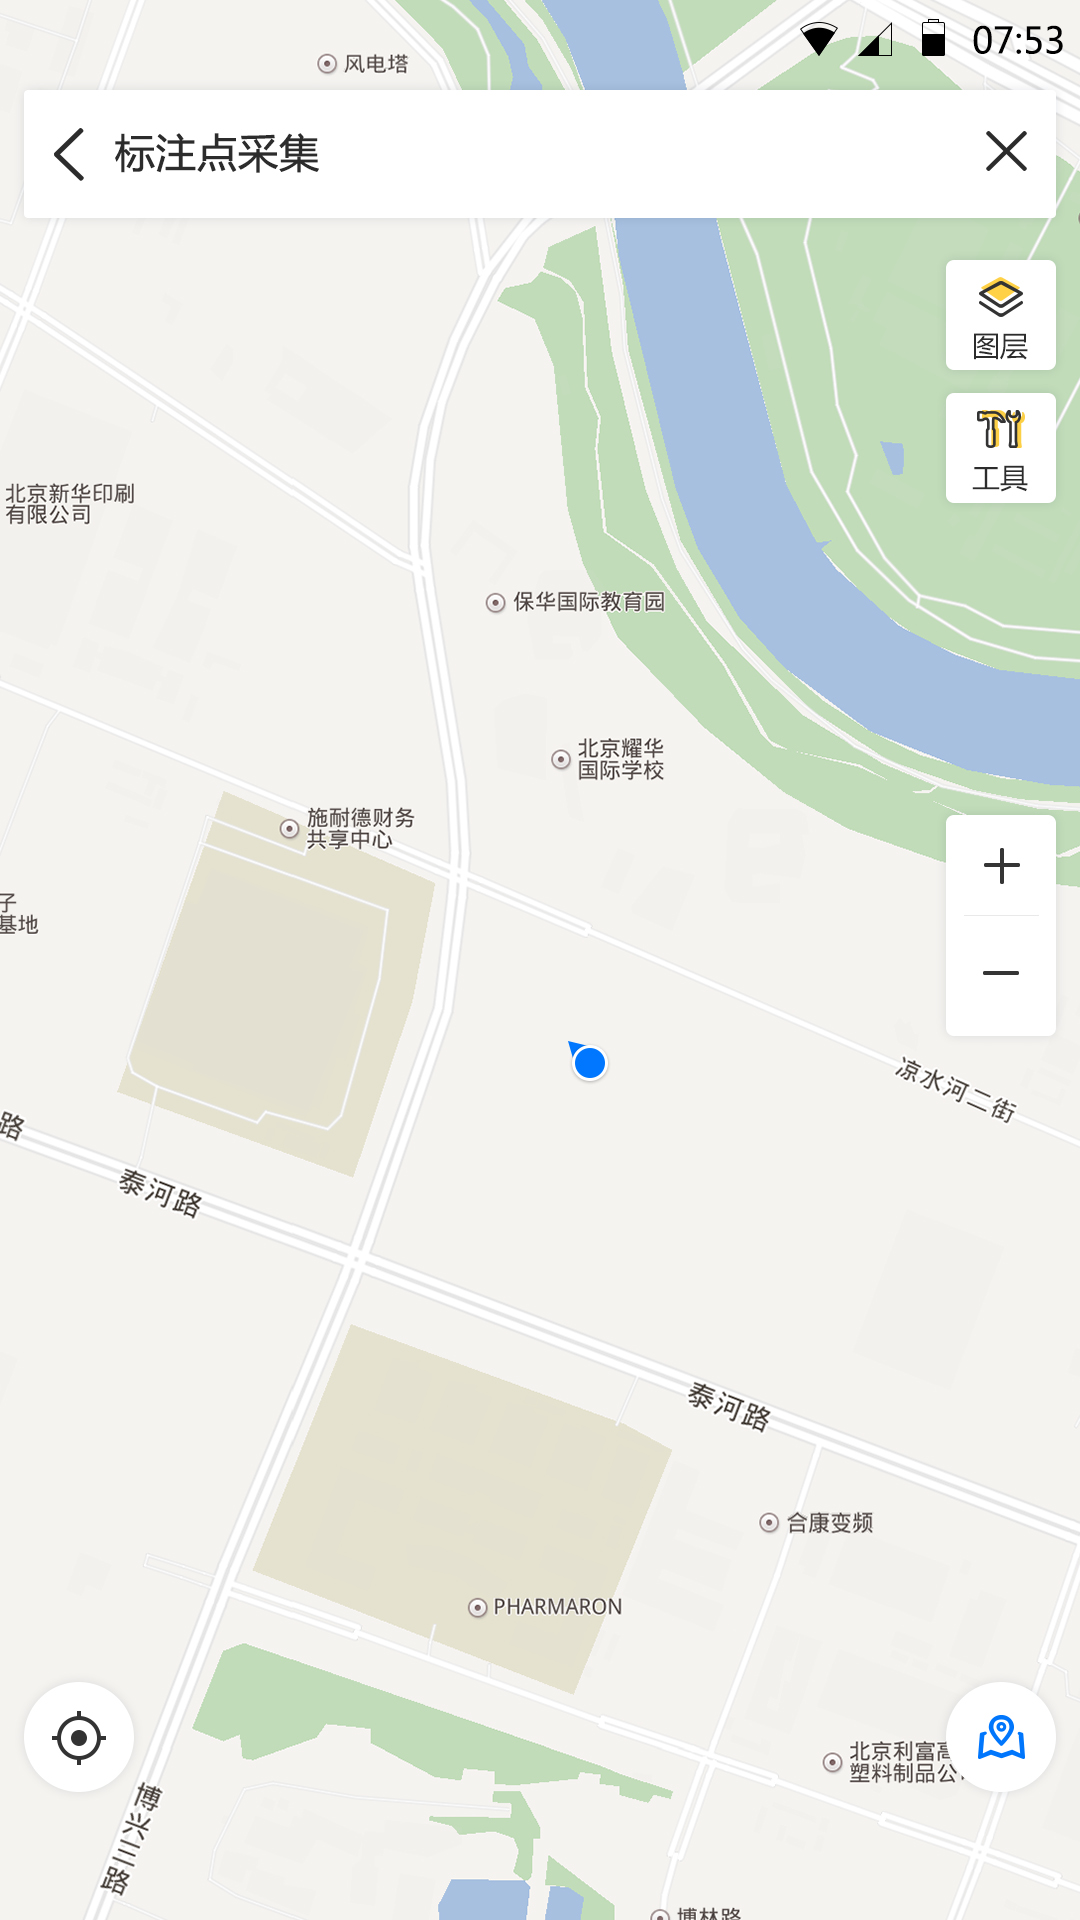 07:53
风电塔
标注点采集
图层
工具
北京新华印刷
有限公司
保华国际教育园
北京耀华
国际学校
施耐德财务
共享中心
子
基地
凉水河二街
路
泰河路
泰河路
合康变频
PHARMARON
北京利富高
塑料制品公
博兴三路
博林路